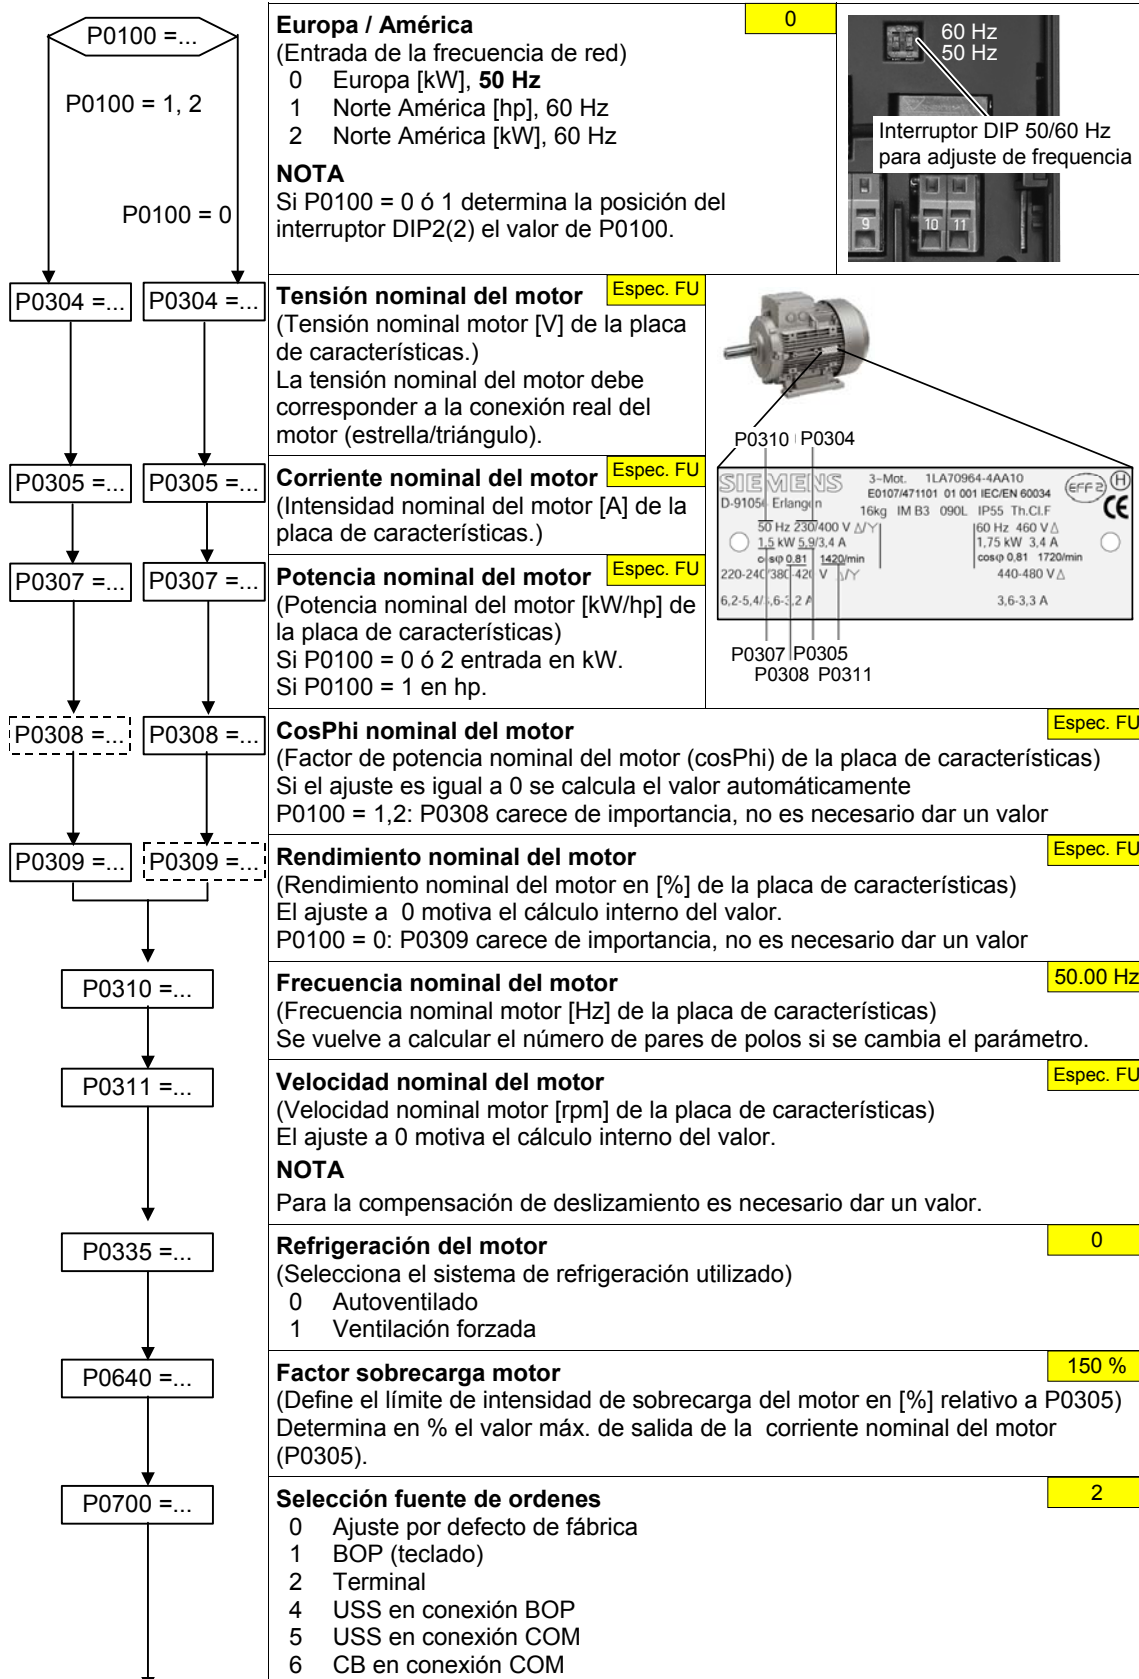 P0100 =...
P0100 = 1, 2
P0100 = 0
Europa / América
0
(Entrada de la frecuencia de red)
0 Europa [kW], 50 Hz
1 Norte América [hp], 60 Hz
2 Norte América [kW], 60 Hz
NOTA
Si P0100 = 0 ó 1 determina la posición del
interruptor DIP2(2) el valor de P0100.
60 Hz
50 Hz
Interruptor DIP 50/60 Hz
para adjuste de frequencia
9 10 11
P0304 =... P0304 =...
Tensión nominal del motor
Espec. FU
(Tensión nominal motor [V] de la placa
de características.)
La tensión nominal del motor debe
corresponder a la conexión real del
motor (estrella/triángulo).
P0305 =... P0305 =...
Corriente nominal del motor
Espec. FU
(Intensidad nominal del motor [A] de la
placa de características.)
P0307 =... P0307 =...
Potencia nominal del motor
Espec. FU
(Potencia nominal del motor [kW/hp] de
la placa de características)
Si P0100 = 0 ó 2 entrada en kW.
Si P0100 = 1 en hp.
P0310 P0304
SIEMENS
3~Mot. 1LA70964-4AA10
EFF 2
H
E0107/471101 01 001 IEC/EN 60034
CE
D-91056 Erlangen
16kg IM B3 090L IP55 Th.Cl.F
50 Hz 230/400 V Δ/Y
60 Hz 460 V Δ
1,5 kW 5,9/3,4 A
1,75 kW 3,4 A
cosφ 0,81 1420/min
cosφ 0,81 1720/min
220-240/380-420 V Δ/Y
440-480 V Δ
3,6-3,3 A
P0307 P0305
P0308 P0311
P0308 =... P0308 =...
CosPhi nominal del motor
Espec. FU
(Factor de potencia nominal del motor (cosPhi) de la placa de características)
Si el ajuste es igual a 0 se calcula el valor automáticamente
P0100 = 1,2: P0308 carece de importancia, no es necesario dar un valor
P0309 =... P0309 =...
Rendimiento nominal del motor
Espec. FU
(Rendimiento nominal del motor en [%] de la placa de características)
El ajuste a 0 motiva el cálculo interno del valor.
P0100 = 0: P0309 carece de importancia, no es necesario dar un valor
P0310 =...
Frecuencia nominal del motor
50.00 Hz
(Frecuencia nominal motor [Hz] de la placa de características)
Se vuelve a calcular el número de pares de polos si se cambia el parámetro.
P0311 =...
Velocidad nominal del motor
Espec. FU
(Velocidad nominal motor [rpm] de la placa de características)
El ajuste a 0 motiva el cálculo interno del valor.
NOTA
Para la compensación de deslizamiento es necesario dar un valor.
P0335 =...
Refrigeración del motor
0
(Selecciona el sistema de refrigeración utilizado)
0 Autoventilado
1 Ventilación forzada
P0640 =...
Factor sobrecarga motor
150 %
(Define el límite de intensidad de sobrecarga del motor en [%] relativo a P0305)
Determina en % el valor máx. de salida de la corriente nominal del motor
(P0305).
P0700 =...
Selección fuente de ordenes
2
0 Ajuste por defecto de fábrica
1 BOP (teclado)
2 Terminal
4 USS en conexión BOP
5 USS en conexión COM
6 CB en conexión COM